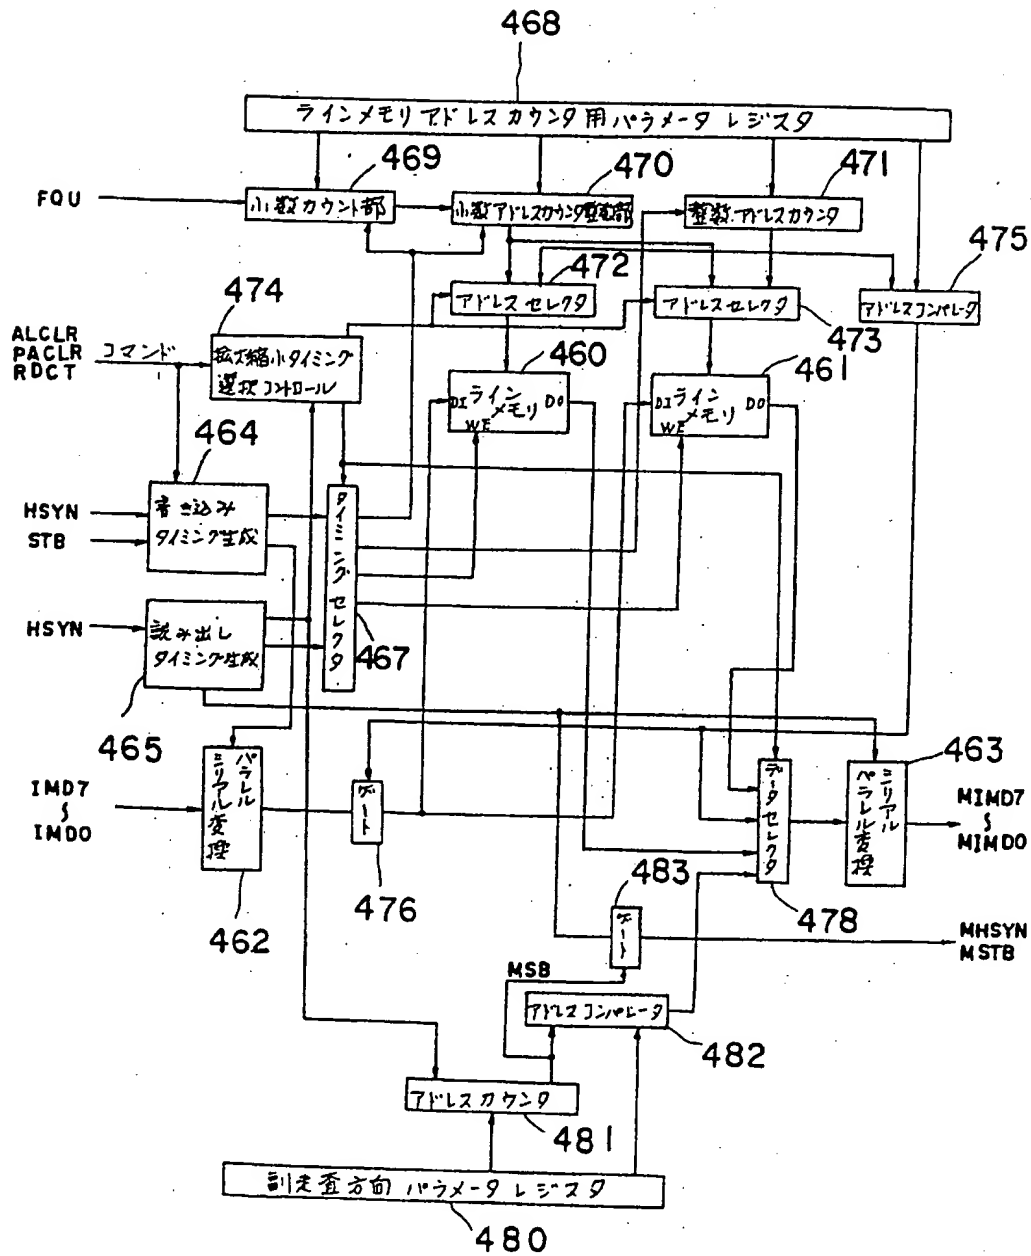 468
ラインメモリアドレスカウンタ用パラメータレジスタ
469
470
471
FQU
小数カウント部
小数アドレスカウンタ整数部
整数アドレスカウンタ
475
472
アドレスセレクタ
アドレスセレクタ
アドレスコンパレータ
474
473
ALCLR
PACLR
RDCT
コマンド
拡大縮小タイミング
選択コントロール
460
461
DI
ライン
メモリ
DO
WE
DI
ライン
メモリ
DO
WE
464
HSYN
STB
書き込み
タイミング生成
タイミングセレクタ
467
HSYN
読み出し
タイミング生成
465
463
IMD7
〜
IMD0
パラレル
シリアル変換
462
ゲート
476
データセレクタ
478
シリアル
パラレル変換
MIMD7
〜
MIMD0
483
ゲート
MHSYN
MSTB
MSB
アドレスコンパレータ
482
アドレスカウンタ
481
副走査方向パラメータレジスタ
480